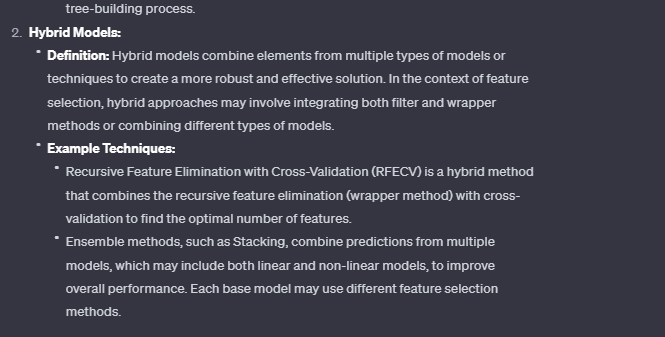 tree-building process.
2. Hybrid Models:
• Definition: Hybrid models combine elements from multiple types of models or
techniques to create a more robust and effective solution. In the context of feature
selection, hybrid approaches may involve integrating both filter and wrapper
methods or combining different types of models.
• Example Techniques:
• Recursive Feature Elimination with Cross-Validation (RFECV) is a hybrid method
that combines the recursive feature elimination (wrapper method) with cross-
validation to find the optimal number of features.
• Ensemble methods, such as Stacking, combine predictions from multiple
models, which may include both linear and non-linear models, to improve
overall performance. Each base model may use different feature selection
methods.